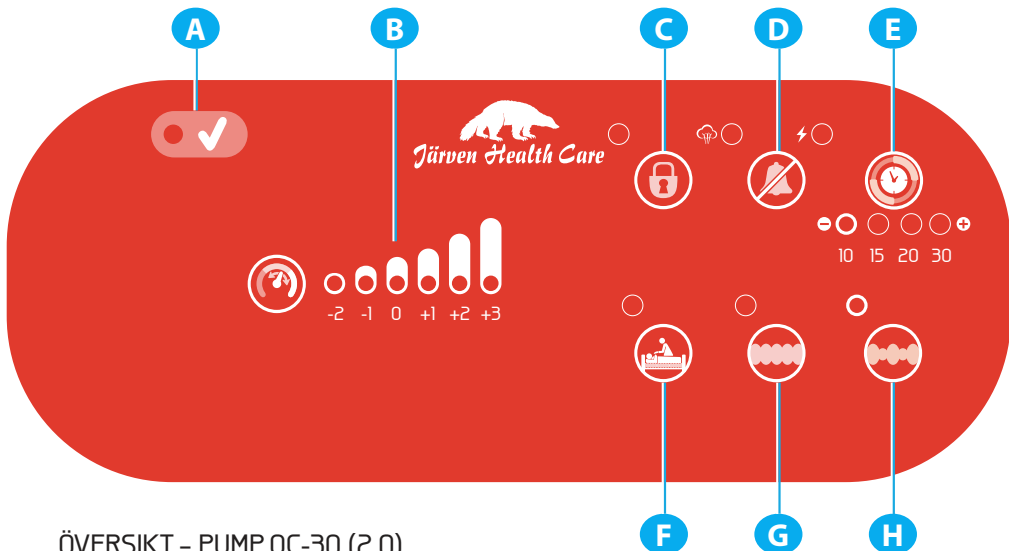 A B C D E
Järven Health Care
10 15 20 30
-2 -1 0 +1 +2 +3
F G H
ÖVERSIKT – PUMP OC-30 (2.0)